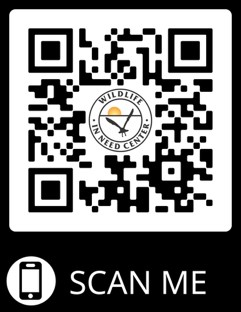 WILDLIFE
· IN NEED CENTER ·
SCAN ME